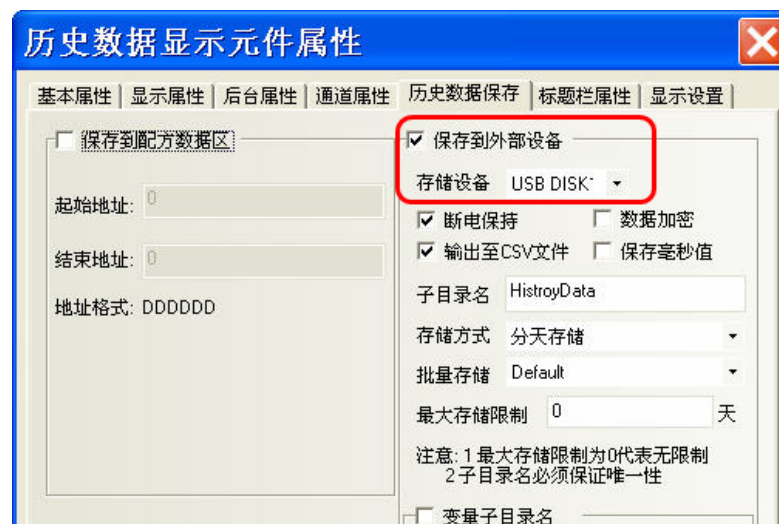 历史数据显示元件属性
基本属性 显示属性 后台属性 通道属性 历史数据保存 标题栏属性 显示设置
保存到配方数据区
起始地址: 0
结束地址: 0
地址格式: DDDDDD
保存到外部设备
存储设备 USB DISK
断电保持 数据加密
输出至CSV文件 保存毫秒值
子目录名 HistroyData
存储方式 分天存储
批量存储 Default
最大存储限制 0 天
注意: 1 最大存储限制为0代表无限制
2 子目录名必须保证唯一性
变量子目录名